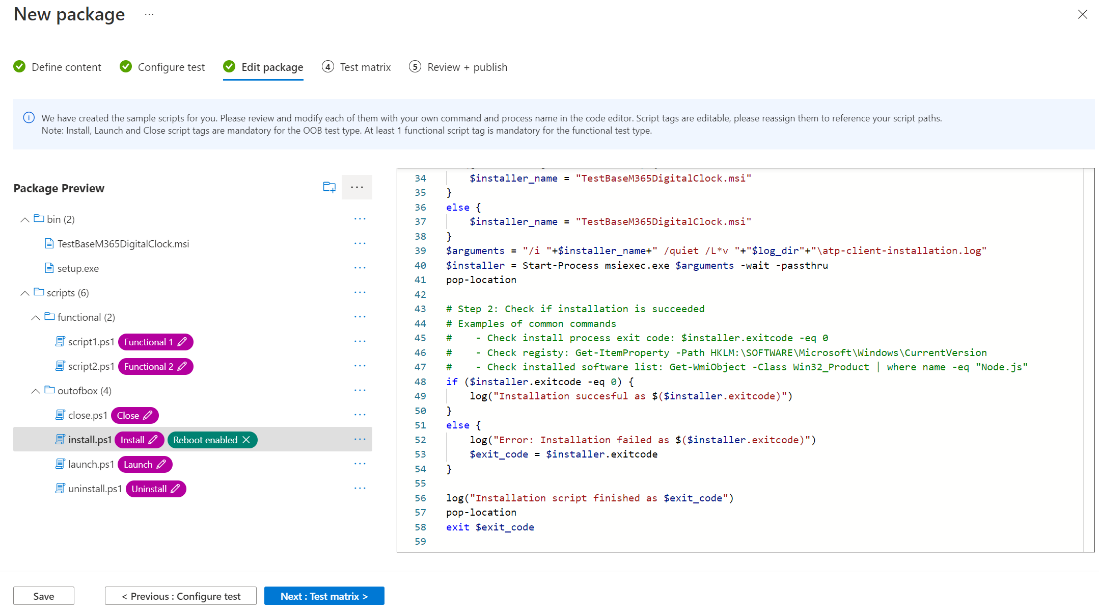 New package ...
Define content Configure test Edit package 4 Test matrix 5 Review + publish
We have created the sample scripts for you. Please review and modify each of them with your own command and process name in the code editor. Script tags are editable, please reassign them to reference your script paths.
Note: Install, Launch and Close script tags are mandatory for the OOB test type. At least 1 functional script tag is mandatory for the functional test type.
Package Preview
bin (2)
TestBaseM365DigitalClock.msi
setup.exe
scripts (6)
functional (2)
script1.ps1 Functional 1
script2.ps1 Functional 2
outofbox (4)
close.ps1 Close
install.ps1 Install Reboot enabled
launch.ps1 Launch
uninstall.ps1 Uninstall
34 $installer_name = "TestBaseM365DigitalClock.msi"
35 }
36 else {
37 $installer_name = "TestBaseM365DigitalClock.msi"
38 }
39 $arguments = "/i "+$installer_name+" /quiet /L*v "+"$log_dir"+"\atp-client-installation.log"
40 $installer = Start-Process msiexec.exe $arguments -wait -passthru
41 pop-location
42
43 # Step 2: Check if installation is succeeded
44 # Examples of common commands
45 # - Check install process exit code: $installer.exitcode -eq 0
46 # - Check registy: Get-ItemProperty -Path HKLM:\SOFTWARE\Microsoft\Windows\CurrentVersion
47 # - Check installed software list: Get-WmiObject -Class Win32_Product | where name -eq "Node.js"
48 if ($installer.exitcode -eq 0) {
49 log("Installation succesful as $($installer.exitcode)")
50 }
51 else {
52 log("Error: Installation failed as $($installer.exitcode)")
53 $exit_code = $installer.exitcode
54 }
55
56 log("Installation script finished as $exit_code")
57 pop-location
58 exit $exit_code
59
Save < Previous : Configure test Next : Test matrix >